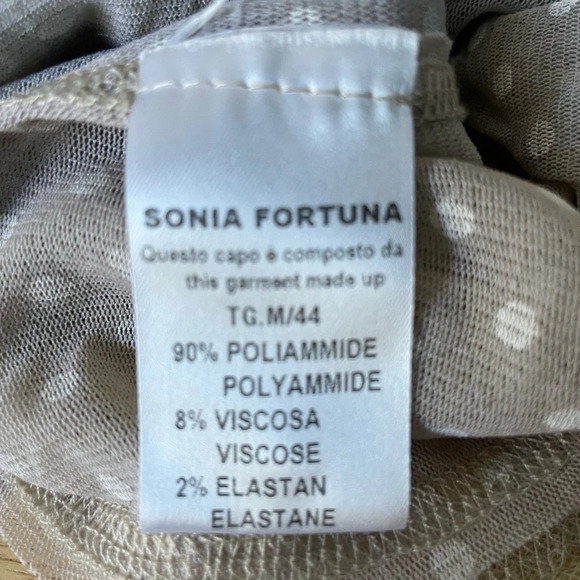 SONIA FORTUNA
Questo capo è composto da
this garment made up
TG.M/44
90% POLIAMMIDE
POLYAMMIDE
8% VISCOSA
VISCOSE
2% ELASTAN
ELASTANE